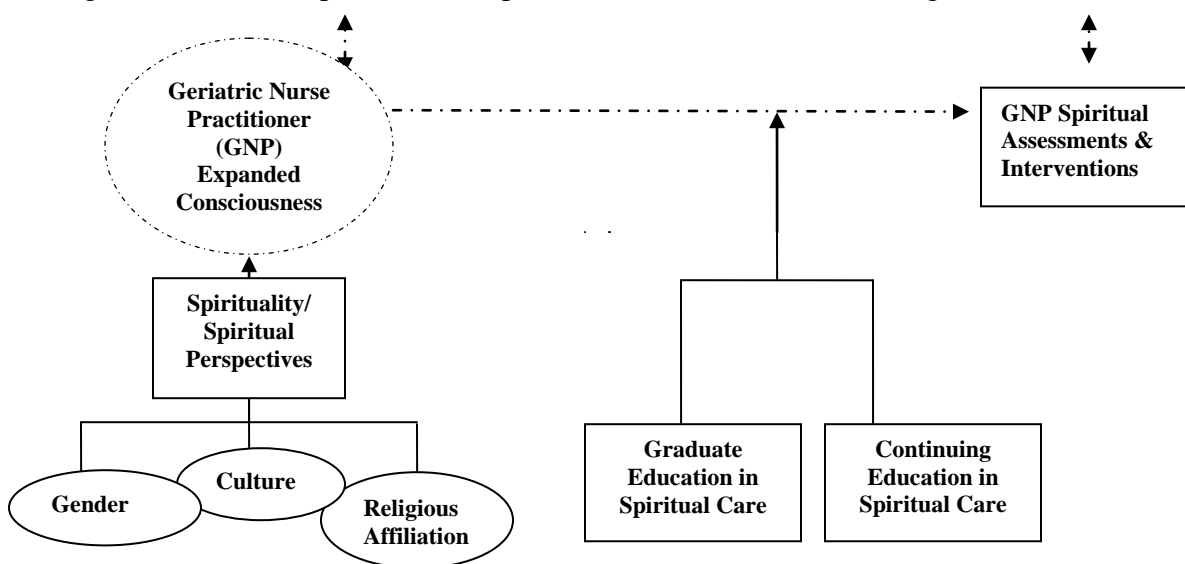 Geriatric Nurse
Practitioner
(GNP)
Expanded
Consciousness
GNP Spiritual
Assessments &
Interventions
Spirituality/
Spiritual
Perspectives
Graduate
Education in
Spiritual Care
Continuing
Education in
Spiritual Care
Gender
Culture
Religious
Affiliation